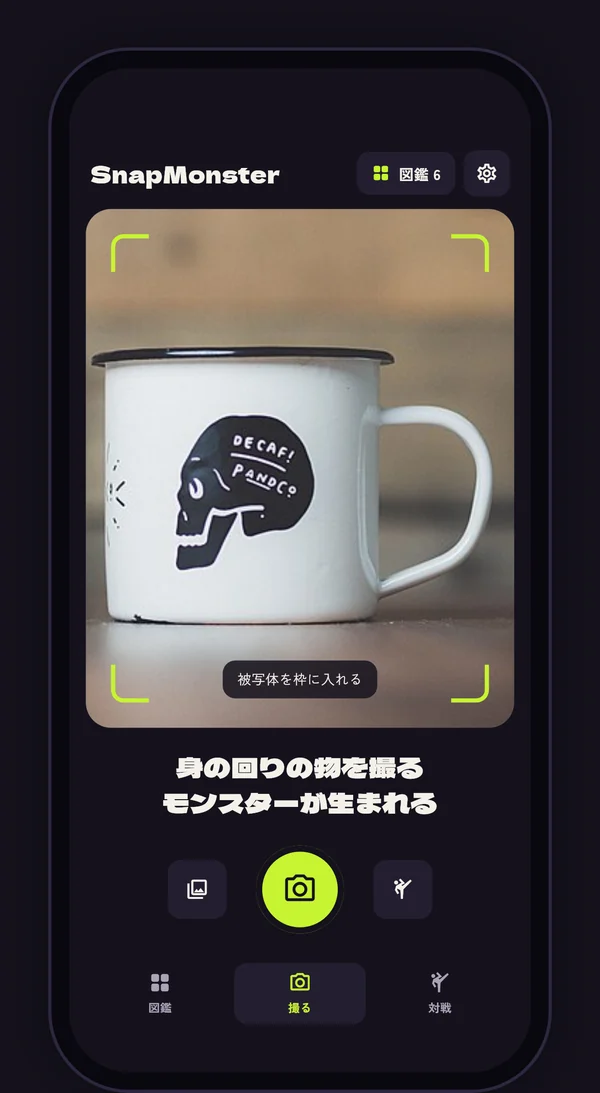 SnapMonster
図鑑 6
DECAF!
PANDCO
被写体を枠に入れる
身の回りの物を撮る
モンスターが生まれる
図鑑
撮る
対戦